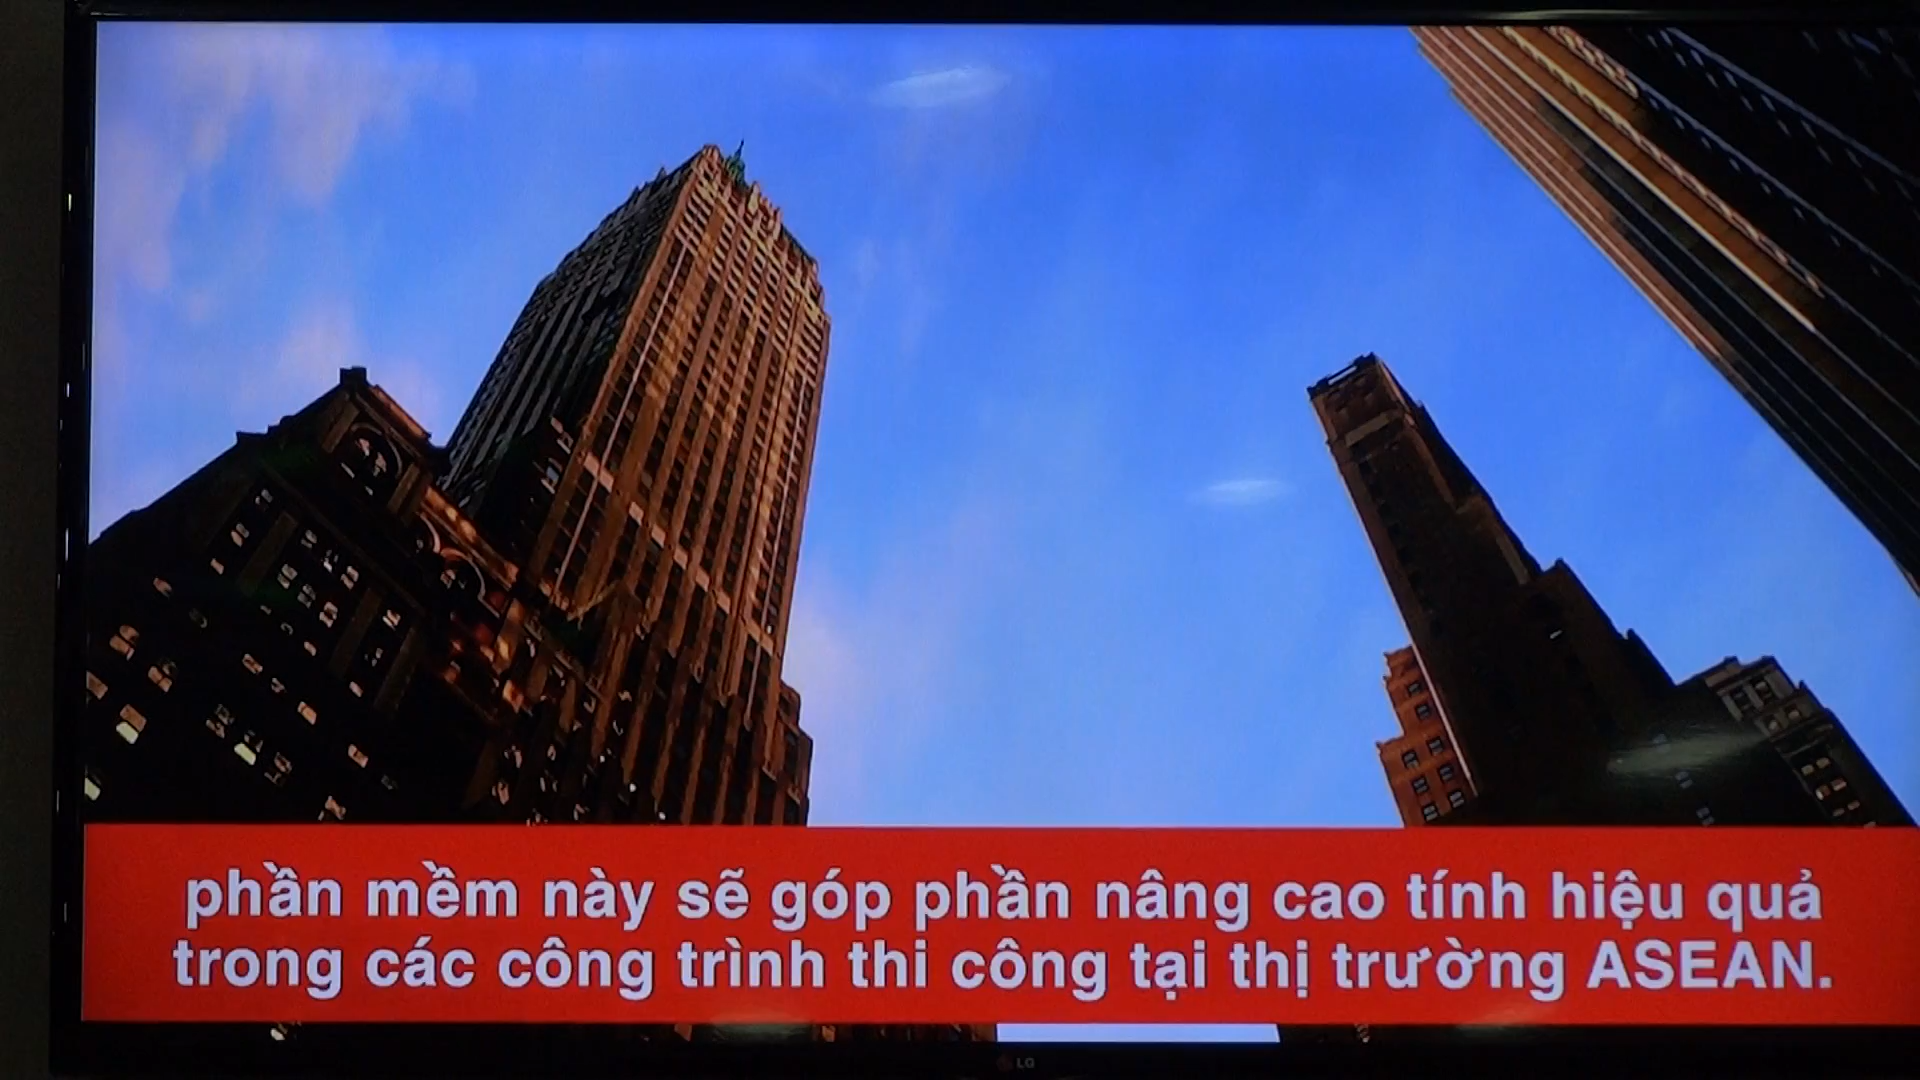 phần mềm này sẽ góp phần nâng cao tính hiệu quả
trong các công trình thi công tại thị trường ASEAN.
LG